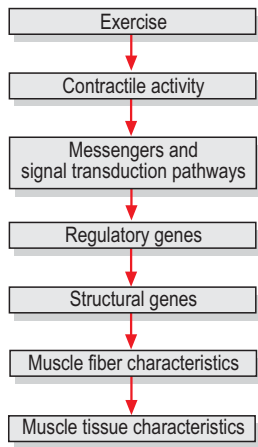 Exercise
Contractile activity
Messengers and
signal transduction pathways
Regulatory genes
Structural genes
Muscle fiber characteristics
Muscle tissue characteristics